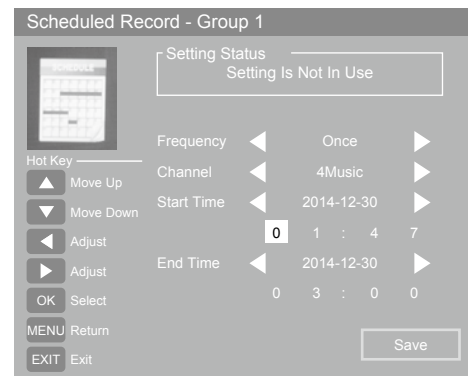 Scheduled Record - Group 1
SCHEDULE
Setting Status
Setting Is Not In Use
Frequency Once
Channel 4Music
Start Time 2014-12-30
0 1 : 4 7
End Time 2014-12-30
0 3 : 0 0
Save
Hot Key
Move Up
Move Down
Adjust
Adjust
OK Select
MENU Return
EXIT Exit